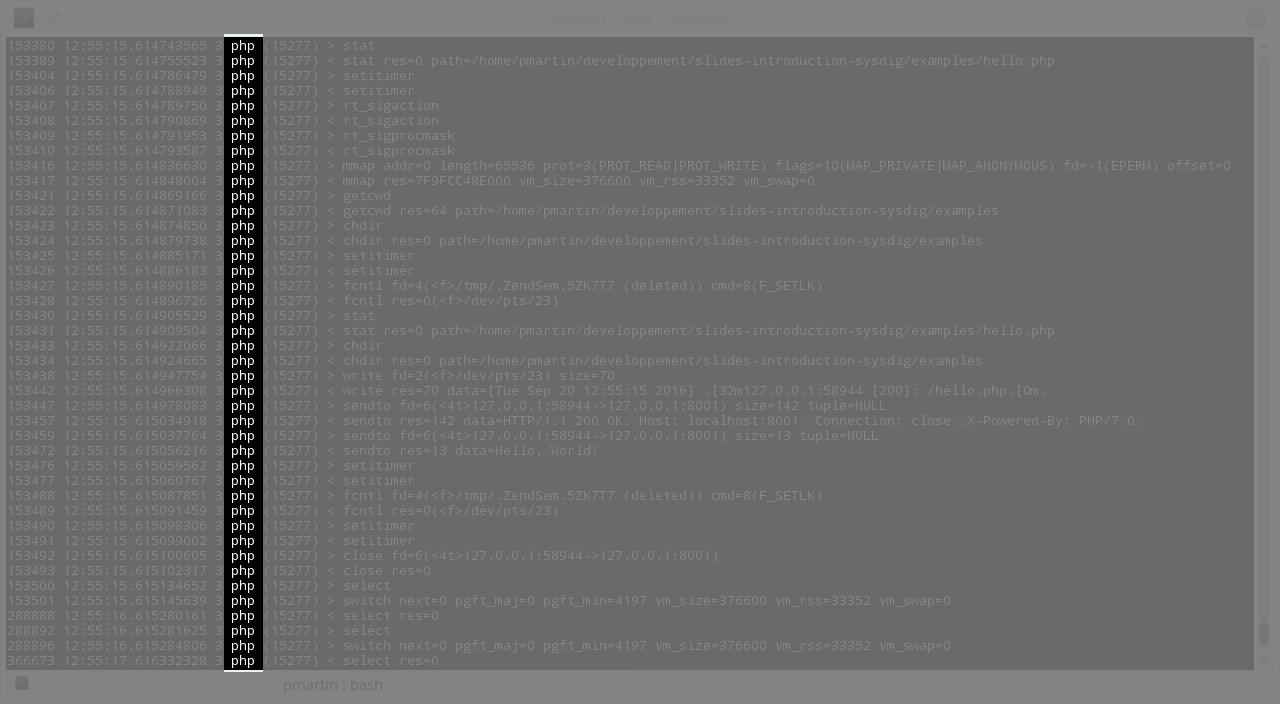 pmartin : bash — Konsole
153380 12:55:15.614743565 3 php (15277) > stat
153389 12:55:15.614755523 3 php (15277) < stat res=0 path=/home/pmartin/developpement/slides-introduction-sysdig/examples/hello.php
153404 12:55:15.614786479 3 php (15277) > setitimer
153406 12:55:15.614788949 3 php (15277) < setitimer
153407 12:55:15.614789750 3 php (15277) > rt_sigaction
153408 12:55:15.614790869 3 php (15277) < rt_sigaction
153409 12:55:15.614791953 3 php (15277) > rt_sigprocmask
153410 12:55:15.614793587 3 php (15277) < rt_sigprocmask
153416 12:55:15.614836630 3 php (15277) > mmap addr=0 length=65536 prot=3(PROT_READ|PROT_WRITE) flags=10(MAP_PRIVATE|MAP_ANONYMOUS) fd=-1(EPERM) offset=0
153417 12:55:15.614848004 3 php (15277) < mmap res=7F9FCC48E000 vm_size=376600 vm_rss=33352 vm_swap=0
153421 12:55:15.614869166 3 php (15277) > getcwd
153422 12:55:15.614871083 3 php (15277) < getcwd res=64 path=/home/pmartin/developpement/slides-introduction-sysdig/examples
153423 12:55:15.614874850 3 php (15277) > chdir
153424 12:55:15.614879738 3 php (15277) < chdir res=0 path=/home/pmartin/developpement/slides-introduction-sysdig/examples
153425 12:55:15.614885171 3 php (15277) > setitimer
153426 12:55:15.614886183 3 php (15277) < setitimer
153427 12:55:15.614890185 3 php (15277) > fcntl fd=4(<f>/tmp/.ZendSem.5ZK7T7 (deleted)) cmd=8(F_SETLK)
153428 12:55:15.614896726 3 php (15277) < fcntl res=0(<f>/dev/pts/23)
153430 12:55:15.614905529 3 php (15277) > stat
153431 12:55:15.614909504 3 php (15277) < stat res=0 path=/home/pmartin/developpement/slides-introduction-sysdig/examples/hello.php
153433 12:55:15.614922066 3 php (15277) > chdir
153434 12:55:15.614924665 3 php (15277) < chdir res=0 path=/home/pmartin/developpement/slides-introduction-sysdig/examples
153438 12:55:15.614947754 3 php (15277) > write fd=2(<f>/dev/pts/23) size=70
153442 12:55:15.614966308 3 php (15277) < write res=70 data=[Tue Sep 20 12:55:15 2016] .[32m127.0.0.1:58944 [200]: /hello.php.[0m.
153447 12:55:15.614978083 3 php (15277) > sendto fd=6(<4t>127.0.0.1:58944->127.0.0.1:8001) size=142 tuple=NULL
153457 12:55:15.615034918 3 php (15277) < sendto res=142 data=HTTP/1.1 200 OK..Host: localhost:8001..Connection: close..X-Powered-By: PHP/7.0.
153459 12:55:15.615037764 3 php (15277) > sendto fd=6(<4t>127.0.0.1:58944->127.0.0.1:8001) size=13 tuple=NULL
153472 12:55:15.615056216 3 php (15277) < sendto res=13 data=Hello, World!
153476 12:55:15.615059562 3 php (15277) > setitimer
153477 12:55:15.615060767 3 php (15277) < setitimer
153488 12:55:15.615087851 3 php (15277) > fcntl fd=4(<f>/tmp/.ZendSem.5ZK7T7 (deleted)) cmd=8(F_SETLK)
153489 12:55:15.615091459 3 php (15277) < fcntl res=0(<f>/dev/pts/23)
153490 12:55:15.615098306 3 php (15277) > setitimer
153491 12:55:15.615099002 3 php (15277) < setitimer
153492 12:55:15.615100605 3 php (15277) > close fd=6(<4t>127.0.0.1:58944->127.0.0.1:8001)
153493 12:55:15.615102317 3 php (15277) < close res=0
153500 12:55:15.615134652 3 php (15277) > select
153501 12:55:15.615145639 3 php (15277) > switch next=0 pgft_maj=0 pgft_min=4197 vm_size=376600 vm_rss=33352 vm_swap=0
288888 12:55:16.615280161 3 php (15277) < select res=0
288892 12:55:16.615281625 3 php (15277) > select
288896 12:55:16.615284806 3 php (15277) > switch next=0 pgft_maj=0 pgft_min=4197 vm_size=376600 vm_rss=33352 vm_swap=0
366673 12:55:17.616332328 3 php (15277) < select res=0
pmartin : bash